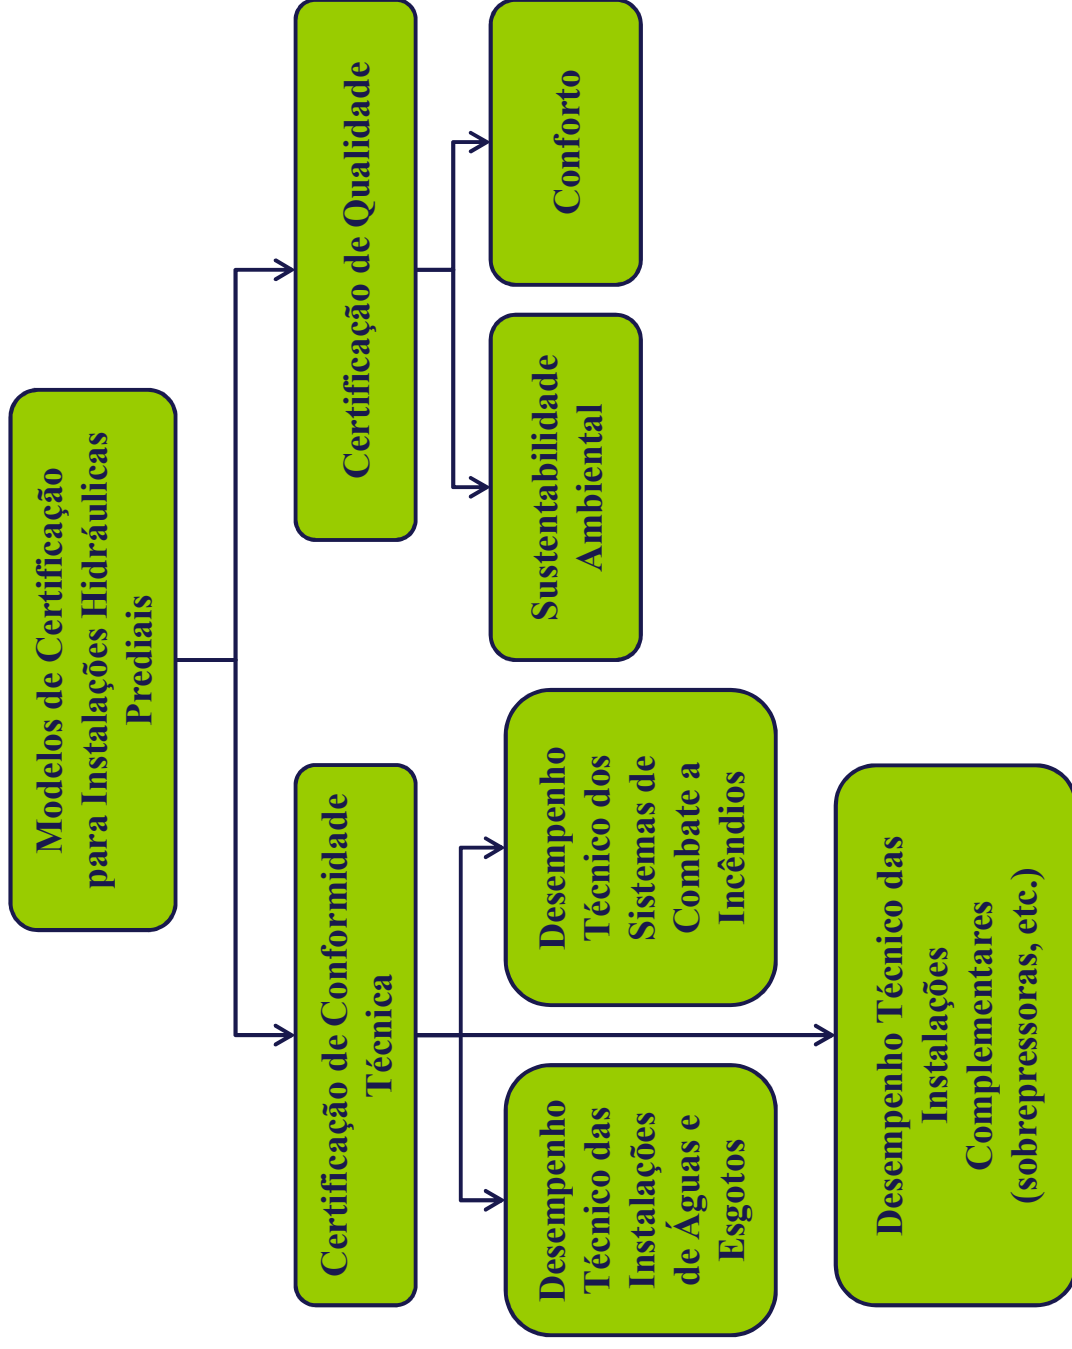 Modelos de Certificação
para Instalações Hidráulicas
Prediais
Certificação de Conformidade
Técnica
Certificação de Qualidade
Desempenho
Técnico das
Instalações
de Águas e
Esgotos
Desempenho
Técnico dos
Sistemas de
Combate a
Incêndios
Sustentabilidade
Ambiental
Conforto
Desempenho Técnico das
Instalações
Complementares
(sobrepressoras, etc.)